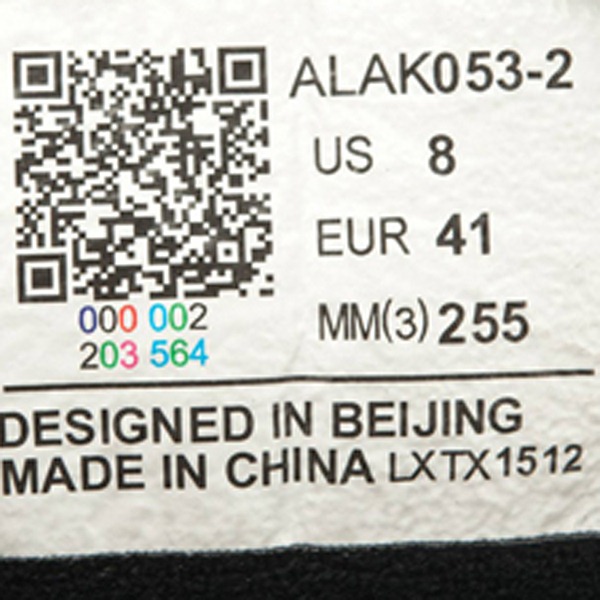 ALAK053-2
US 8
EUR 41
MM(3) 255
000 002
203 564
DESIGNED IN BEIJING
MADE IN CHINA LXTX1512